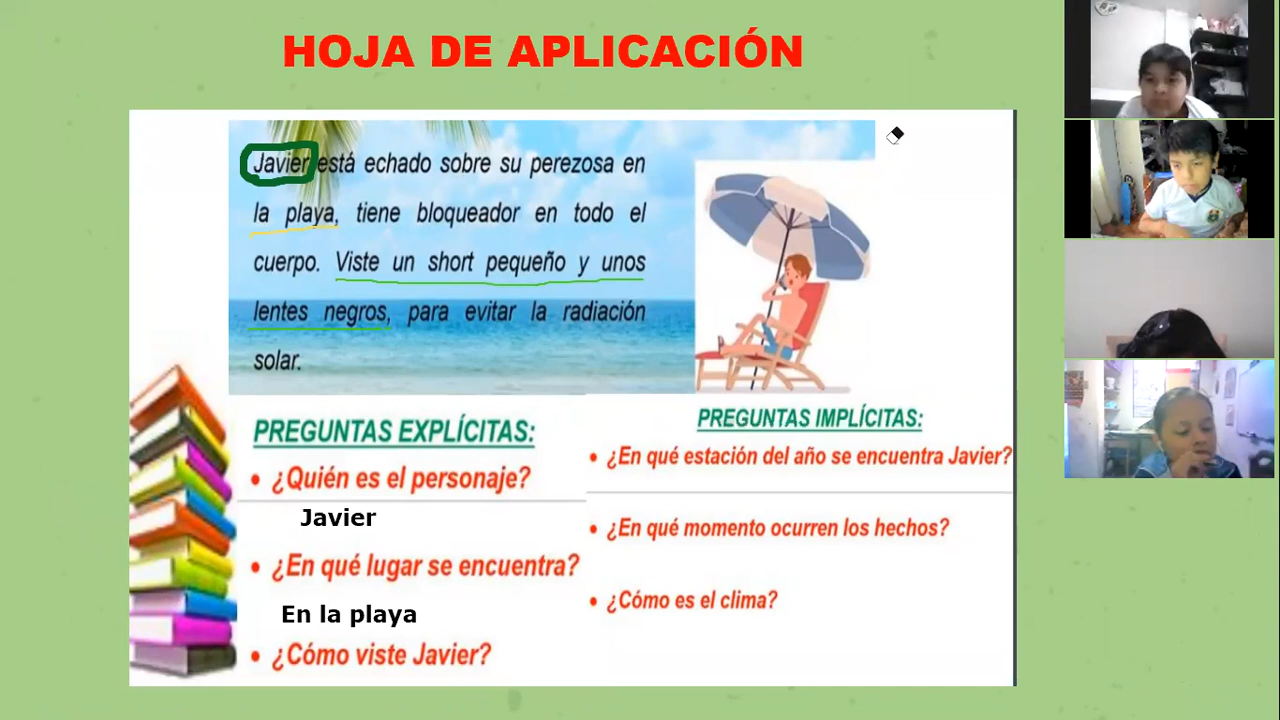 HOJA DE APLICACIÓN
Javier está echado sobre su perezosa en
la playa, tiene bloqueador en todo el
cuerpo. Viste un short pequeño y unos
lentes negros, para evitar la radiación
solar.
PREGUNTAS EXPLÍCITAS:
• ¿Quién es el personaje?
Javier
• ¿En qué lugar se encuentra?
En la playa
• ¿Cómo viste Javier?
PREGUNTAS IMPLÍCITAS:
• ¿En qué estación del año se encuentra Javier?
• ¿En qué momento ocurren los hechos?
• ¿Cómo es el clima?